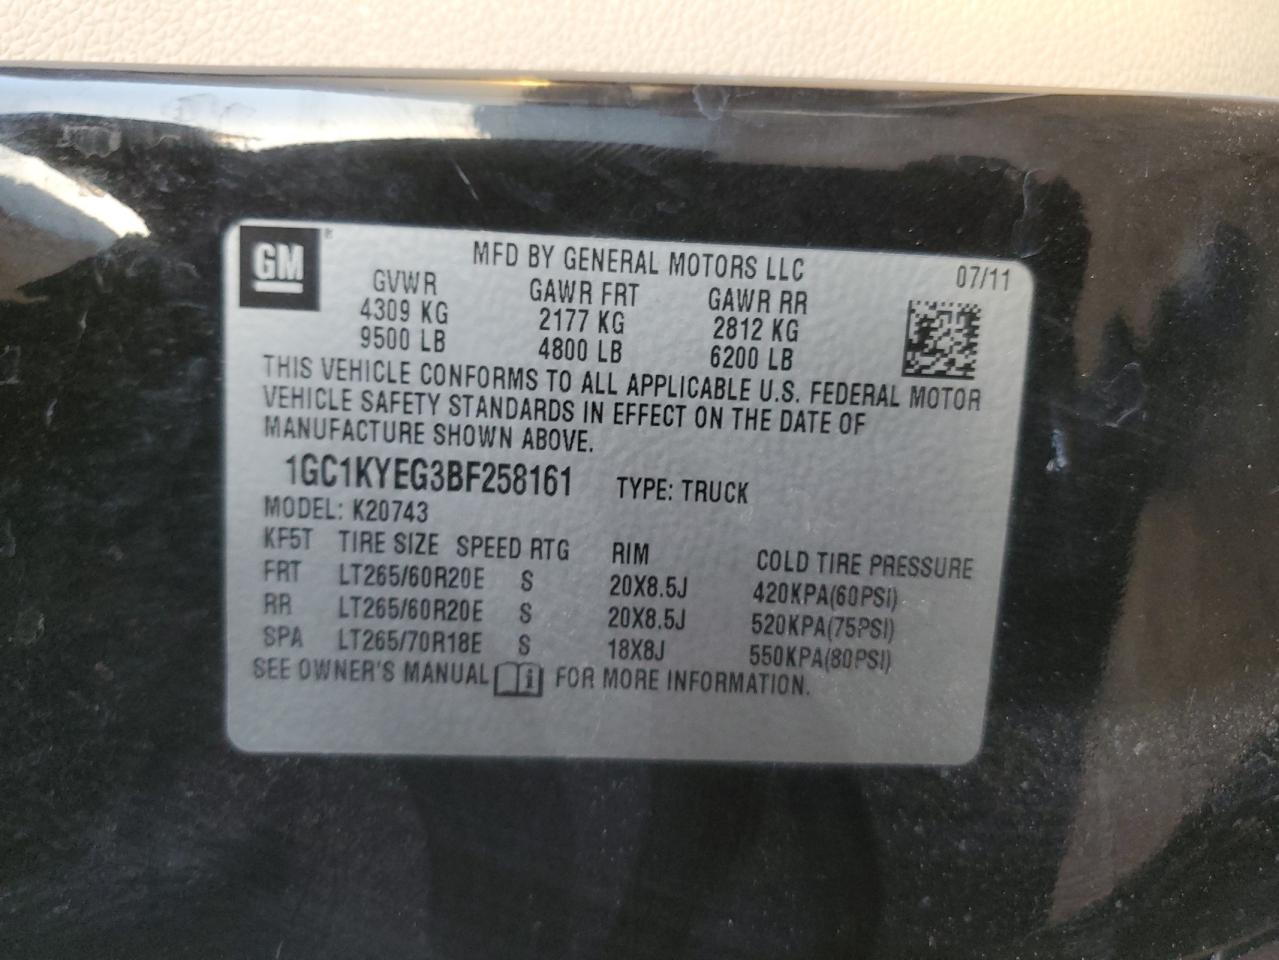 GM ®
MFD BY GENERAL MOTORS LLC 07/11
GVWR GAWR FRT GAWR RR
4309 KG 2177 KG 2812 KG
9500 LB 4800 LB 6200 LB
THIS VEHICLE CONFORMS TO ALL APPLICABLE U.S. FEDERAL MOTOR
VEHICLE SAFETY STANDARDS IN EFFECT ON THE DATE OF
MANUFACTURE SHOWN ABOVE.
1GC1KYEG3BF258161 TYPE: TRUCK
MODEL: K20743
KF5T TIRE SIZE SPEED RTG RIM COLD TIRE PRESSURE
FRT LT265/60R20E S 20X8.5J 420KPA(60PSI)
RR LT265/60R20E S 20X8.5J 520KPA(75PSI)
SPA LT265/70R18E S 18X8J 550KPA(80PSI)
SEE OWNER'S MANUAL i FOR MORE INFORMATION.